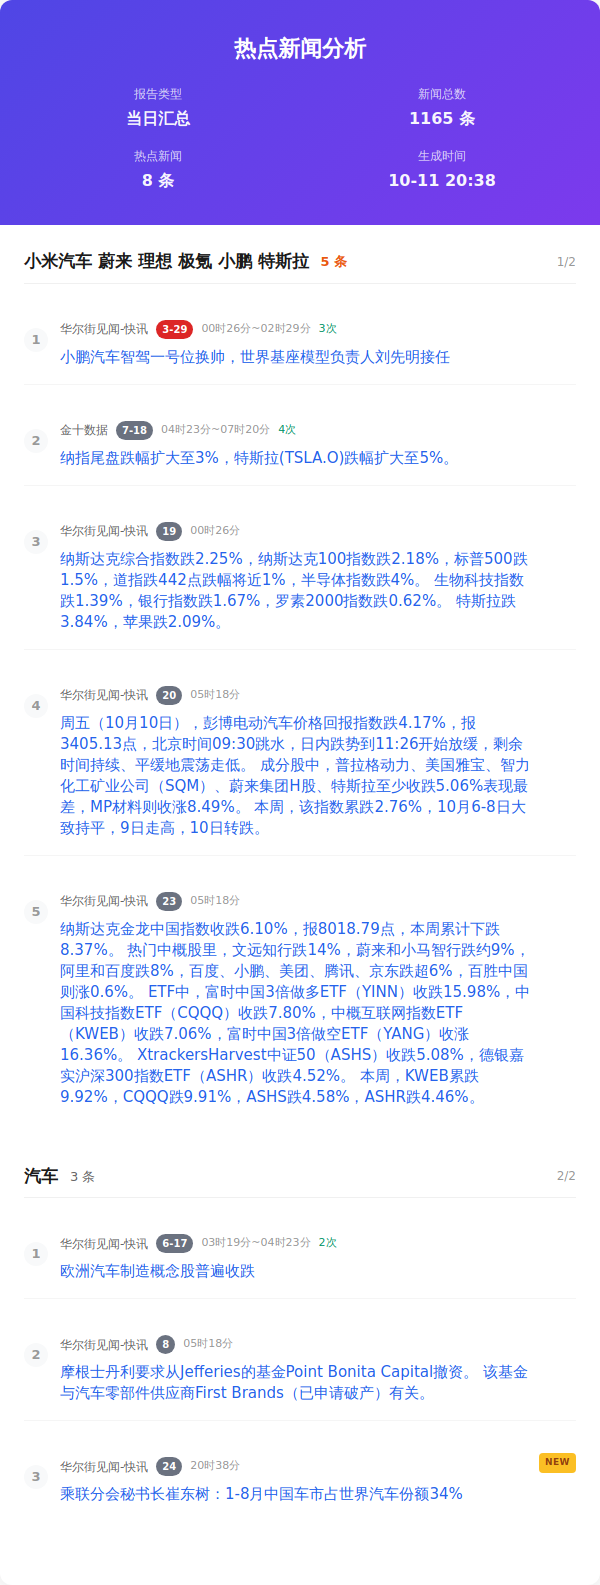 热点新闻分析
报告类型
新闻总数
当日汇总
1165 条
热点新闻
生成时间
8 条
10-11 20:38
小米汽车 蔚来 理想 极氪 小鹏 特斯拉 5 条 1/2
1
华尔街见闻-快讯 3-29 00时26分~02时29分 3次
小鹏汽车智驾一号位换帅，世界基座模型负责人刘先明接任
2
金十数据 7-18 04时23分~07时20分 4次
纳指尾盘跌幅扩大至3%，特斯拉(TSLA.O)跌幅扩大至5%。
3
华尔街见闻-快讯 19 00时26分
纳斯达克综合指数跌2.25%，纳斯达克100指数跌2.18%，标普500跌
1.5%，道指跌442点跌幅将近1%，半导体指数跌4%。 生物科技指数
跌1.39%，银行指数跌1.67%，罗素2000指数跌0.62%。 特斯拉跌
3.84%，苹果跌2.09%。
4
华尔街见闻-快讯 20 05时18分
周五（10月10日），彭博电动汽车价格回报指数跌4.17%，报
3405.13点，北京时间09:30跳水，日内跌势到11:26开始放缓，剩余
时间持续、平缓地震荡走低。 成分股中，普拉格动力、美国雅宝、智力
化工矿业公司（SQM）、蔚来集团H股、特斯拉至少收跌5.06%表现最
差，MP材料则收涨8.49%。 本周，该指数累跌2.76%，10月6-8日大
致持平，9日走高，10日转跌。
5
华尔街见闻-快讯 23 05时18分
纳斯达克金龙中国指数收跌6.10%，报8018.79点，本周累计下跌
8.37%。 热门中概股里，文远知行跌14%，蔚来和小马智行跌约9%，
阿里和百度跌8%，百度、小鹏、美团、腾讯、京东跌超6%，百胜中国
则涨0.6%。 ETF中，富时中国3倍做多ETF（YINN）收跌15.98%，中
国科技指数ETF（CQQQ）收跌7.80%，中概互联网指数ETF
（KWEB）收跌7.06%，富时中国3倍做空ETF（YANG）收涨
16.36%。 XtrackersHarvest中证50（ASHS）收跌5.08%，德银嘉
实沪深300指数ETF（ASHR）收跌4.52%。 本周，KWEB累跌
9.92%，CQQQ跌9.91%，ASHS跌4.58%，ASHR跌4.46%。
汽车 3 条 2/2
1
华尔街见闻-快讯 6-17 03时19分~04时23分 2次
欧洲汽车制造概念股普遍收跌
2
华尔街见闻-快讯 8 05时18分
摩根士丹利要求从Jefferies的基金Point Bonita Capital撤资。 该基金
与汽车零部件供应商First Brands（已申请破产）有关。
3
华尔街见闻-快讯 24 20时38分 NEW
乘联分会秘书长崔东树：1-8月中国车市占世界汽车份额34%